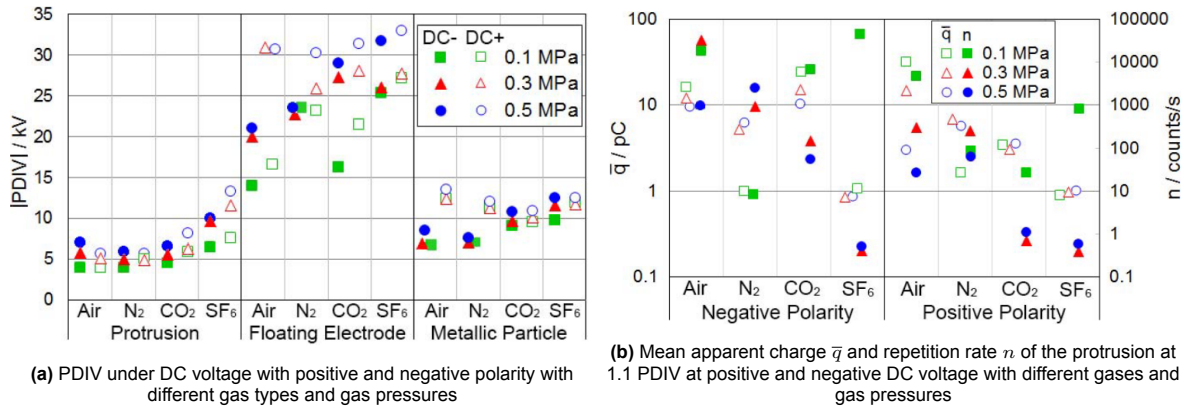 35
30
25
20
15
10
5
0
|PDIV| / kV
DC- DC+
0.1 MPa
0.3 MPa
0.5 MPa
Air N₂ CO₂ SF₆ Air N₂ CO₂ SF₆ Air N₂ CO₂ SF₆
Protrusion Floating Electrode Metallic Particle
(a) PDIV under DC voltage with positive and negative polarity with
different gas types and gas pressures
100
10
1
0.1
q̅ / pC
q̅ n
0.1 MPa
0.3 MPa
0.5 MPa
100000
10000
1000
100
10
1
0.1
n / counts/s
Air N₂ CO₂ SF₆ Air N₂ CO₂ SF₆
Negative Polarity Positive Polarity
(b) Mean apparent charge q̅ and repetition rate n of the protrusion at
1.1 PDIV at positive and negative DC voltage with different gases and
gas pressures